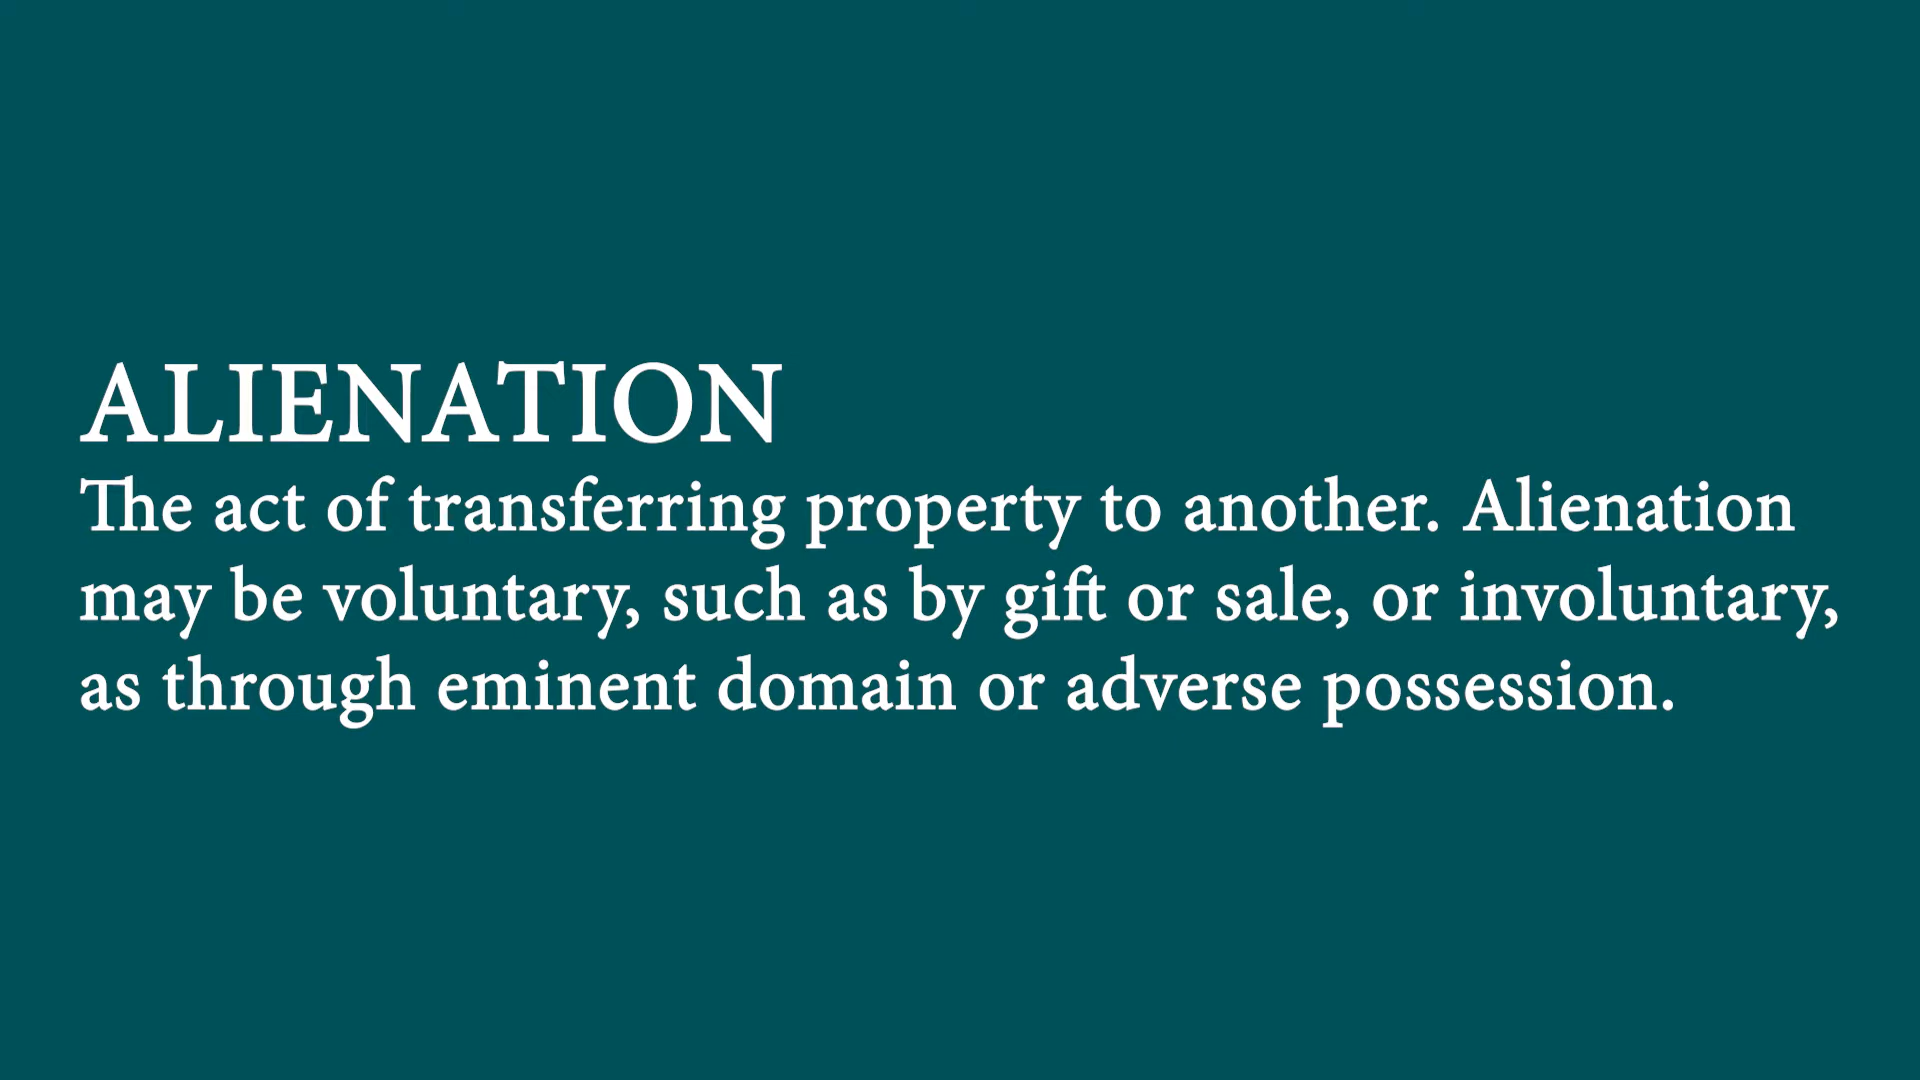 ALIENATION
The act of transferring property to another. Alienation
may be voluntary, such as by gift or sale, or involuntary,
as through eminent domain or adverse possession.